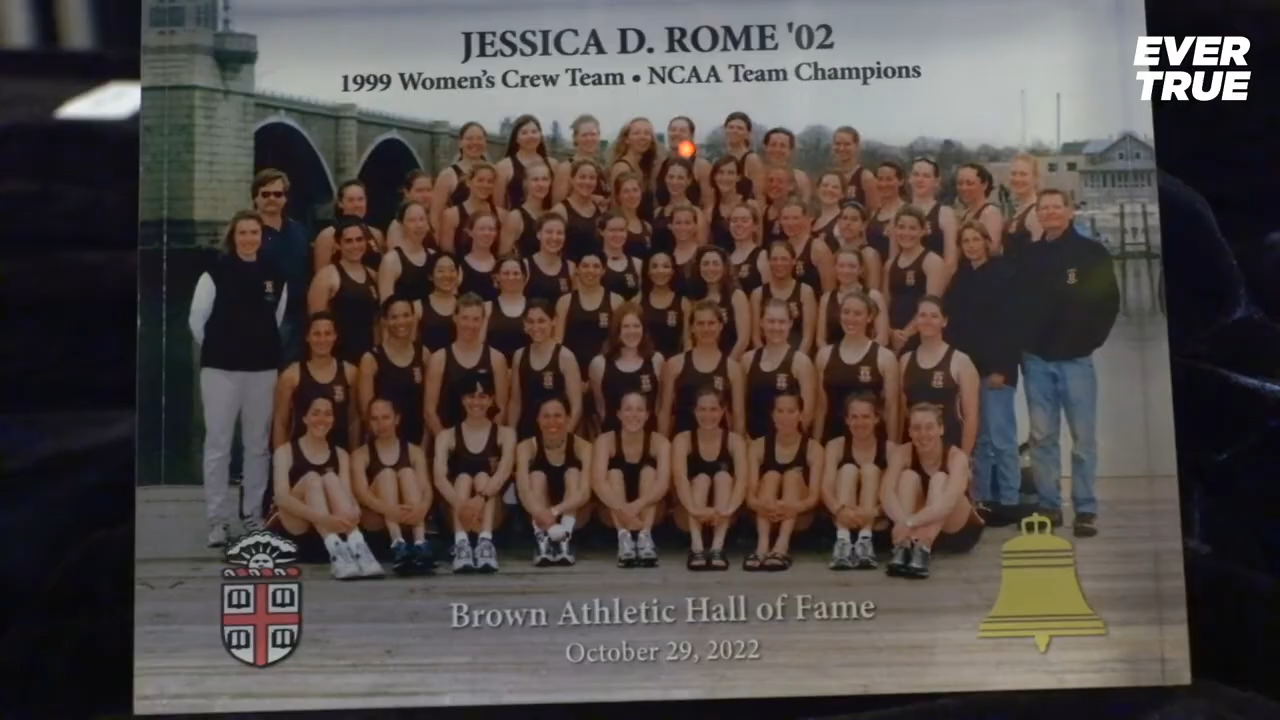 JESSICA D. ROME '02
1999 Women's Crew Team • NCAA Team Champions
EVER
TRUE
Brown Athletic Hall of Fame
October 29, 2022